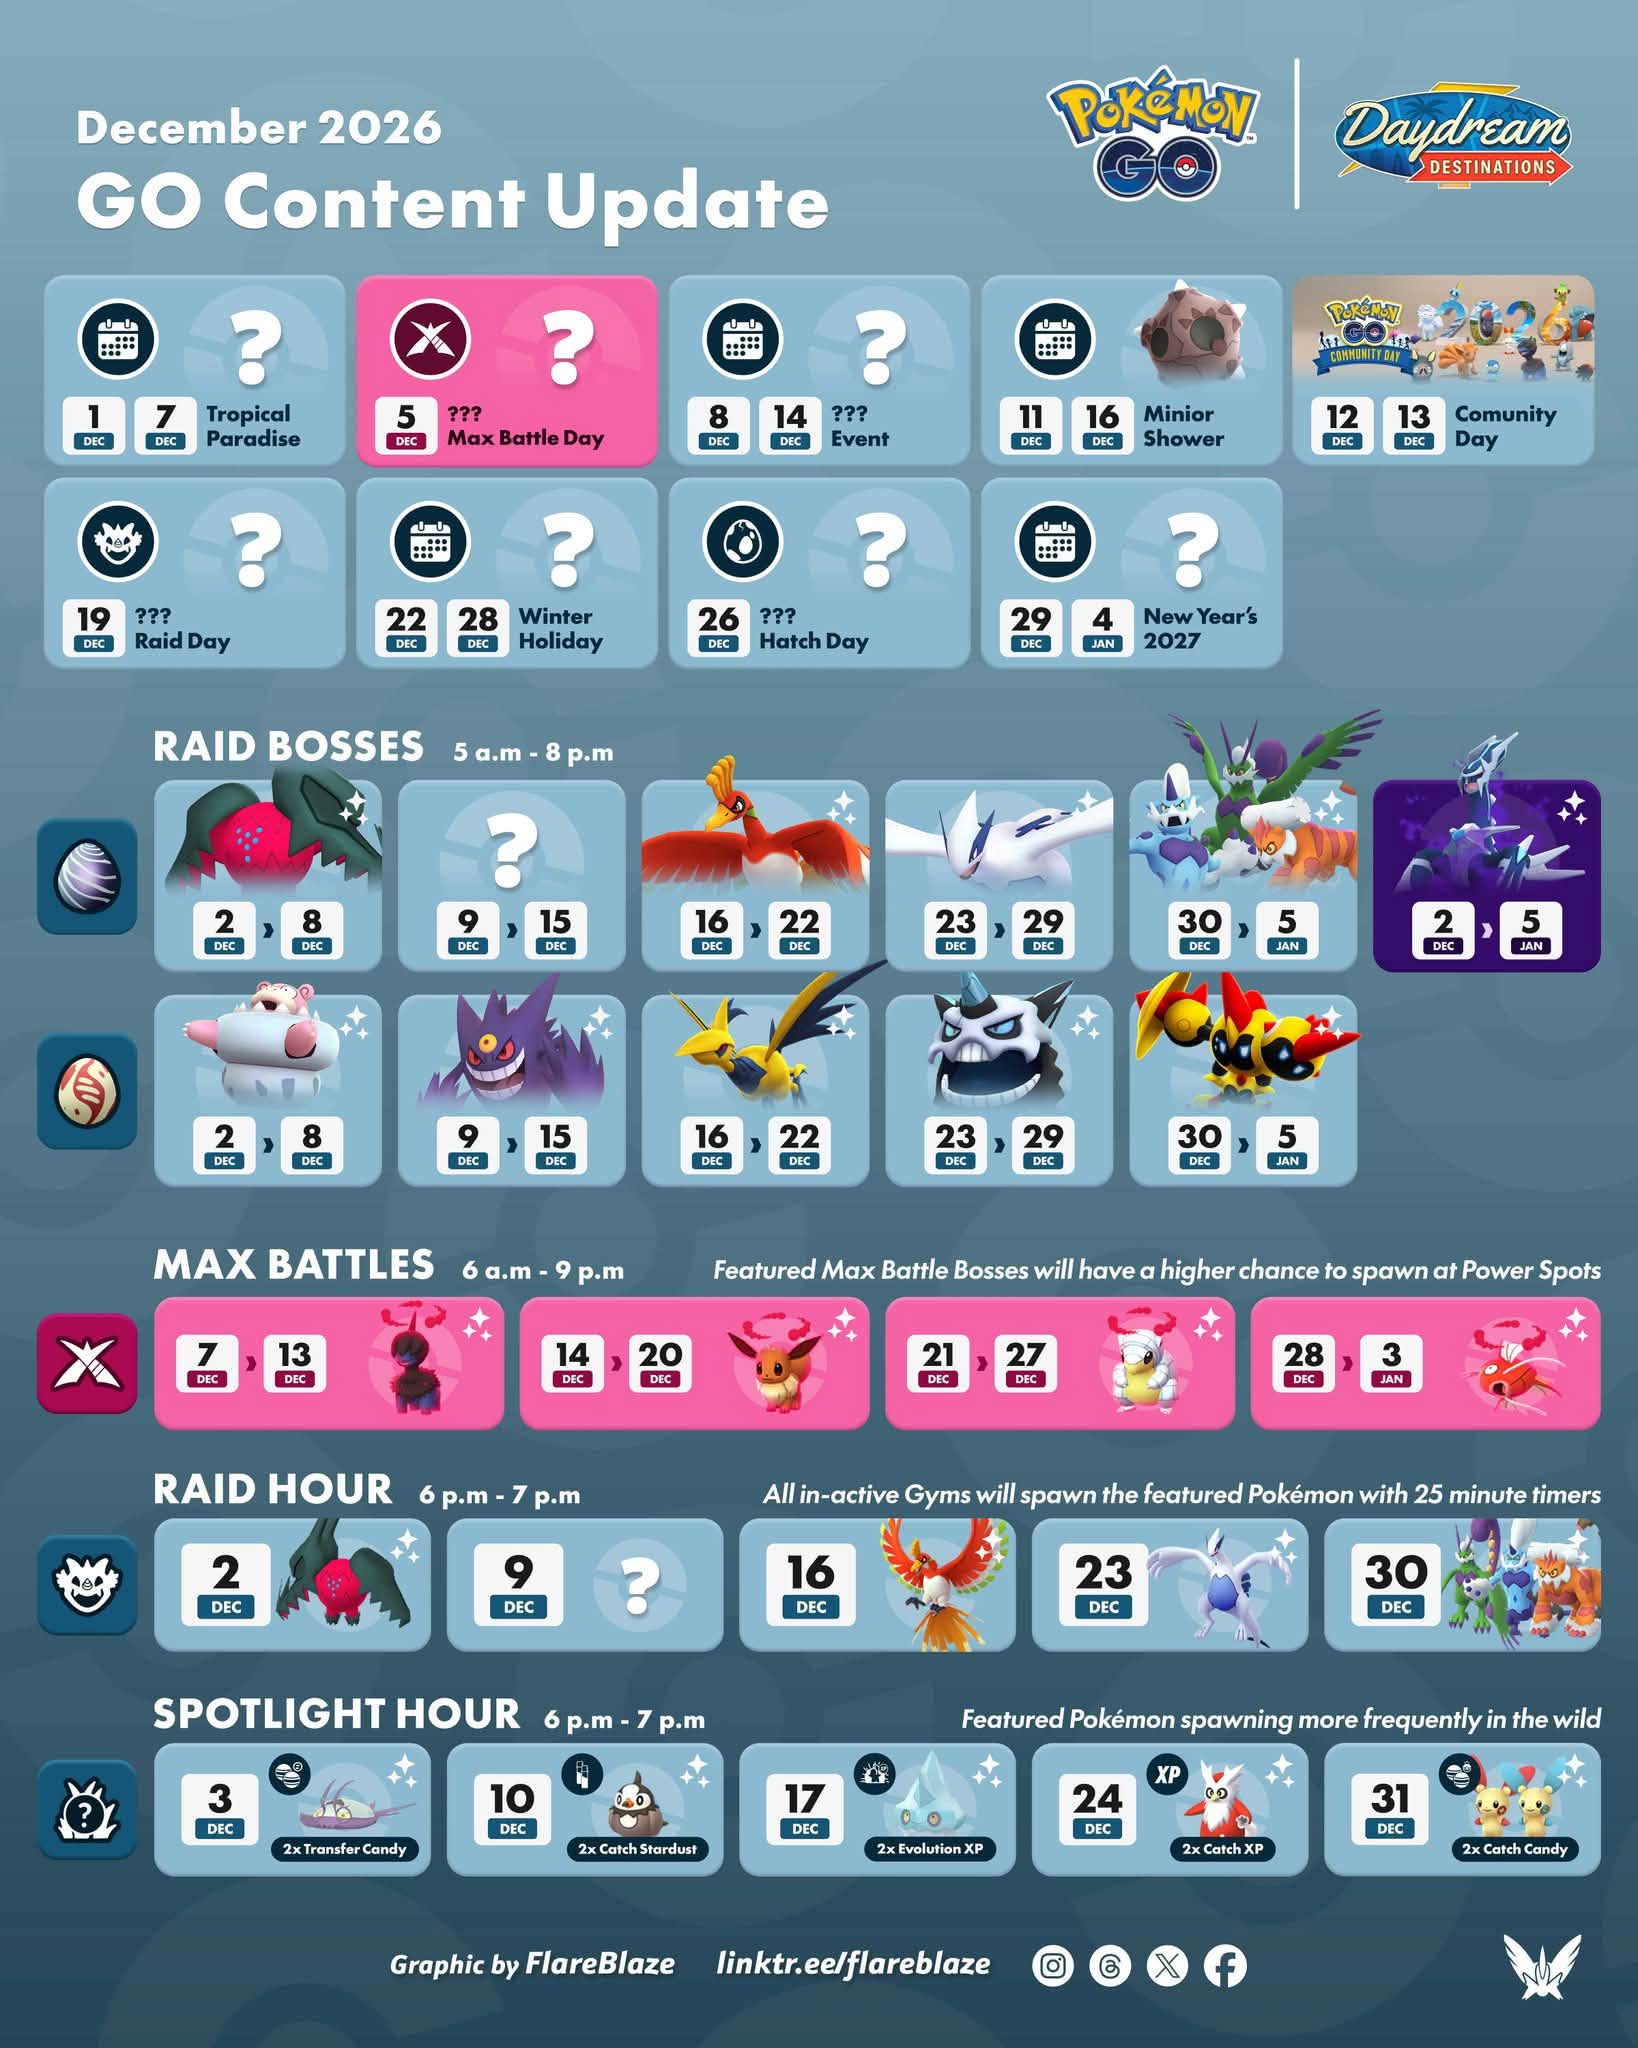 December 2026
GO Content Update
POKÉMON
GO
Daydream
DESTINATIONS
1 DEC 7 DEC Tropical Paradise
5 DEC ??? Max Battle Day
8 DEC 14 DEC ??? Event
11 DEC 16 DEC Minior Shower
POKÉMON GO COMMUNITY DAY 2026
12 DEC 13 DEC Comunity Day
19 DEC ??? Raid Day
22 DEC 28 DEC Winter Holiday
26 DEC ??? Hatch Day
29 DEC 4 JAN New Year's 2027
RAID BOSSES 5 a.m - 8 p.m
2 DEC 8 DEC
? 9 DEC 15 DEC
16 DEC 22 DEC
23 DEC 29 DEC
30 DEC 5 JAN
2 DEC 5 JAN
2 DEC 8 DEC
9 DEC 15 DEC
16 DEC 22 DEC
23 DEC 29 DEC
30 DEC 5 JAN
MAX BATTLES 6 a.m - 9 p.m
Featured Max Battle Bosses will have a higher chance to spawn at Power Spots
7 DEC 13 DEC
14 DEC 20 DEC
21 DEC 27 DEC
28 DEC 3 JAN
RAID HOUR 6 p.m - 7 p.m
All in-active Gyms will spawn the featured Pokémon with 25 minute timers
2 DEC
9 DEC ?
16 DEC
23 DEC
30 DEC
SPOTLIGHT HOUR 6 p.m - 7 p.m
Featured Pokémon spawning more frequently in the wild
3 DEC 2x Transfer Candy
10 DEC 2x Catch Stardust
17 DEC 2x Evolution XP
24 DEC XP 2x Catch XP
31 DEC 2x Catch Candy
Graphic by FlareBlaze linktr.ee/flareblaze